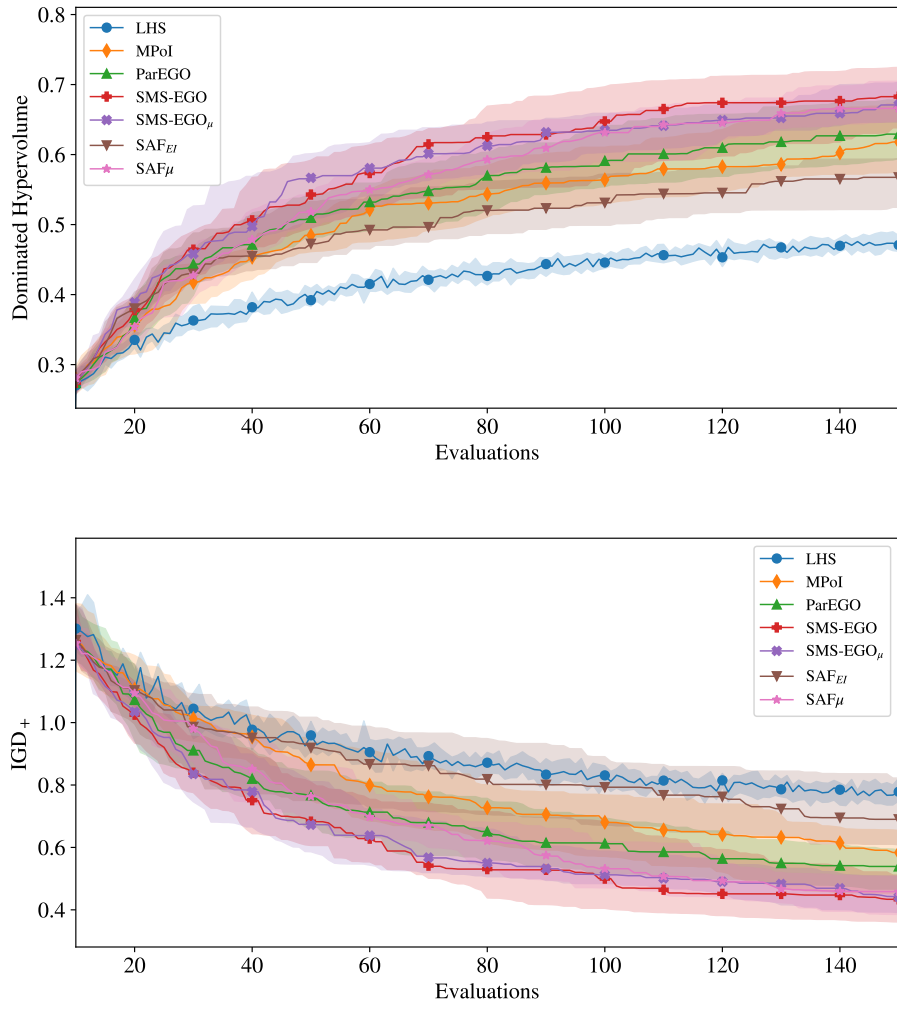 0.8
0.7
0.6
0.5
0.4
0.3
Dominated Hypervolume
LHS
MPoI
ParEGO
SMS-EGO
SMS-EGOμ
SAF_EI
SAFμ
20 40 60 80 100 120 140
Evaluations
1.4
1.2
1.0
0.8
0.6
0.4
IGD₊
LHS
MPoI
ParEGO
SMS-EGO
SMS-EGOμ
SAF_EI
SAFμ
20 40 60 80 100 120 140
Evaluations